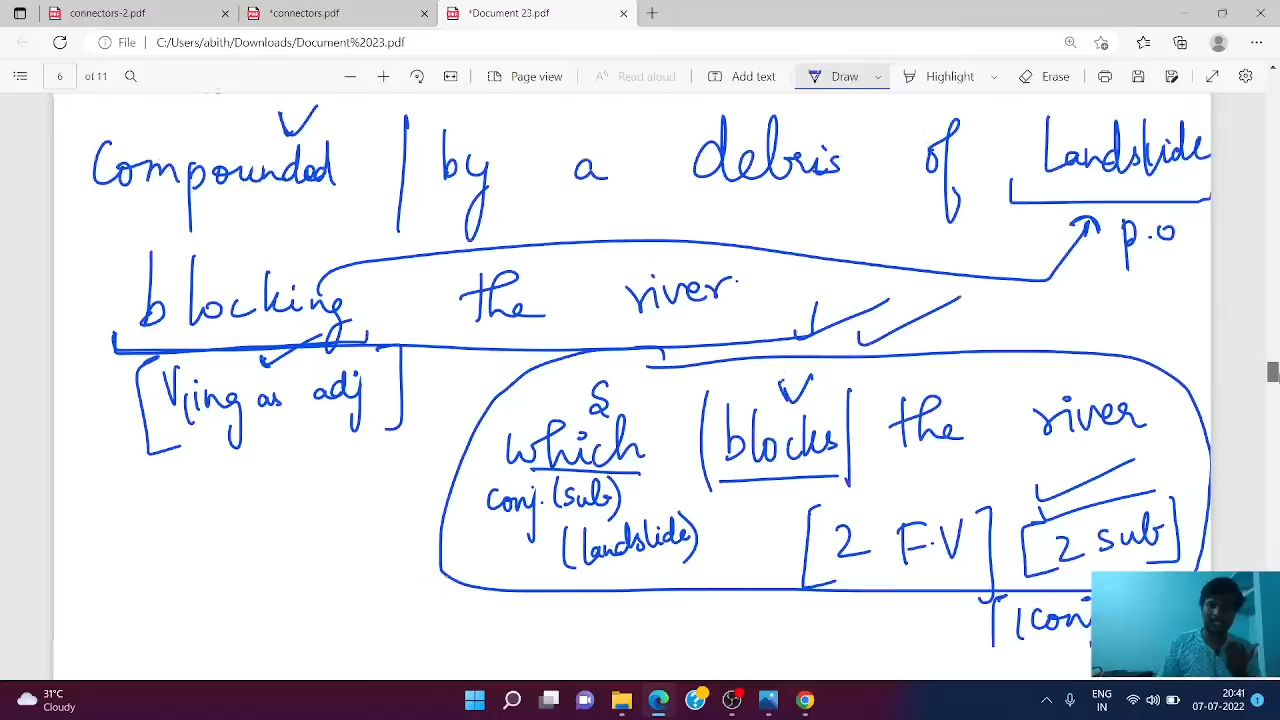 connectors-2.pdf
*connectors.pdf
*Document 23.pdf
File C:/Users/abith/Downloads/Document%2023.pdf
6 of 11 Page view Read aloud Add text Draw Highlight Erase
Compounded | by a debris of Landslide
p.o
blocking the river.
[V1ing as adj]
S V
which (blocks) the river
conj.(sub)
(landslide) [2 F.V] [2 sub]
1con
31°C
Cloudy
ENG
IN
20:41
07-07-2022